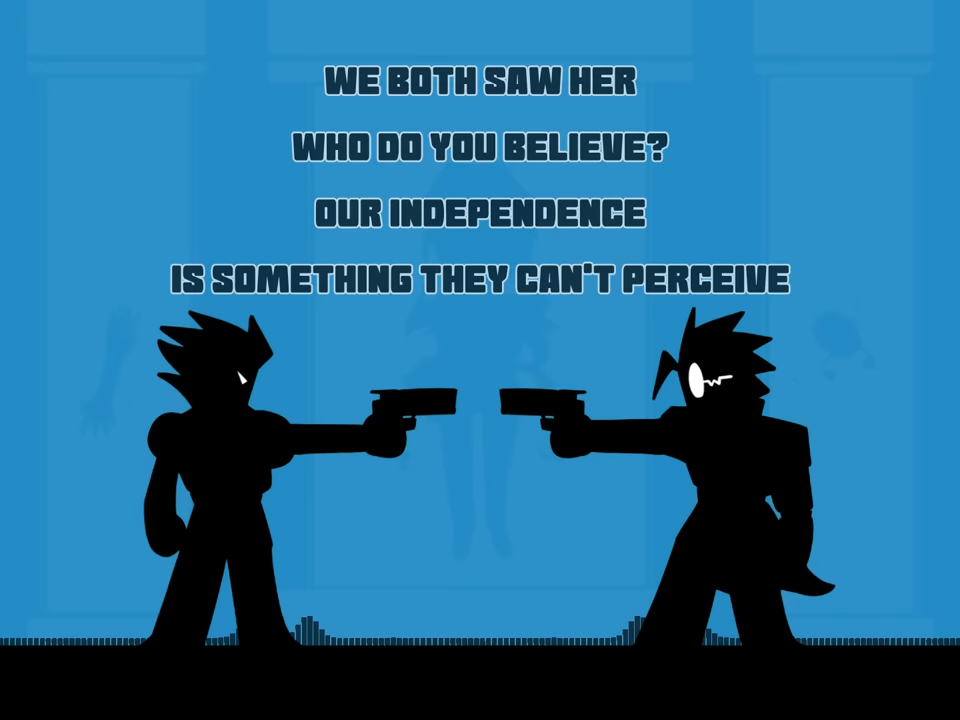 WE BOTH SAW HER
WHO DO YOU BELIEVE?
OUR INDEPENDENCE
IS SOMETHING THEY CAN'T PERCEIVE